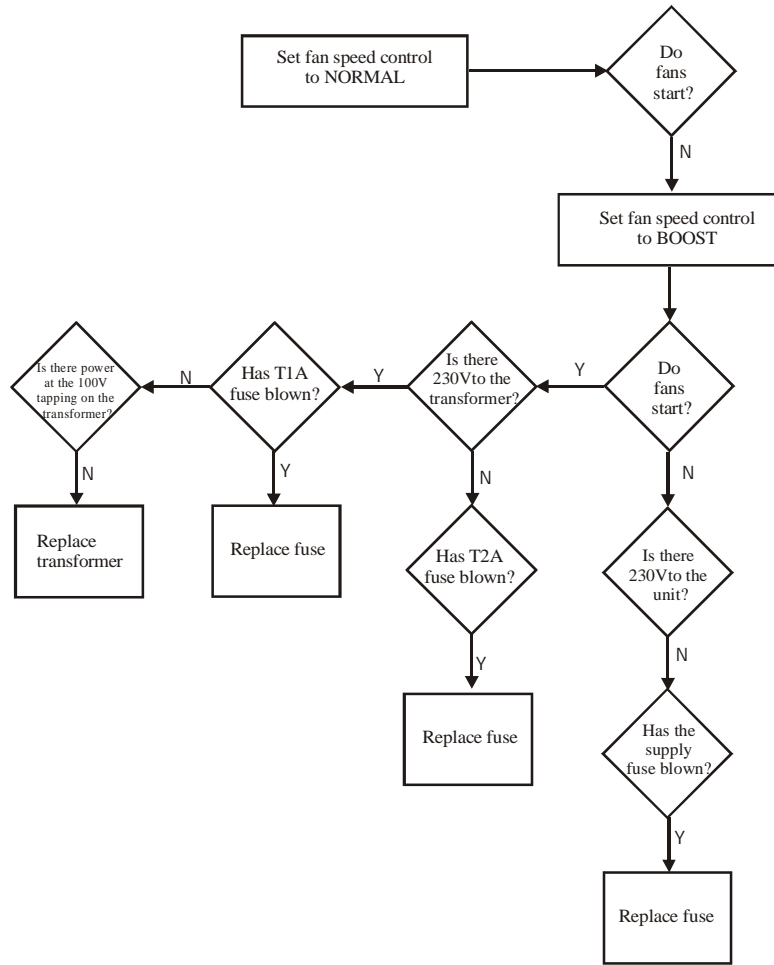 Set fan speed control
to NORMAL
Do
fans
start?
N
Set fan speed control
to BOOST
Do
fans
start?
Y
Is there
230Vto the
transformer?
Y
Has T1A
fuse blown?
N
Is there power
at the 100V
tapping on the
transformer?
N
Replace
transformer
Y
Replace fuse
N
Has T2A
fuse blown?
Y
Replace fuse
N
Is there
230Vto the
unit?
N
Has the
supply
fuse blown?
Y
Replace fuse